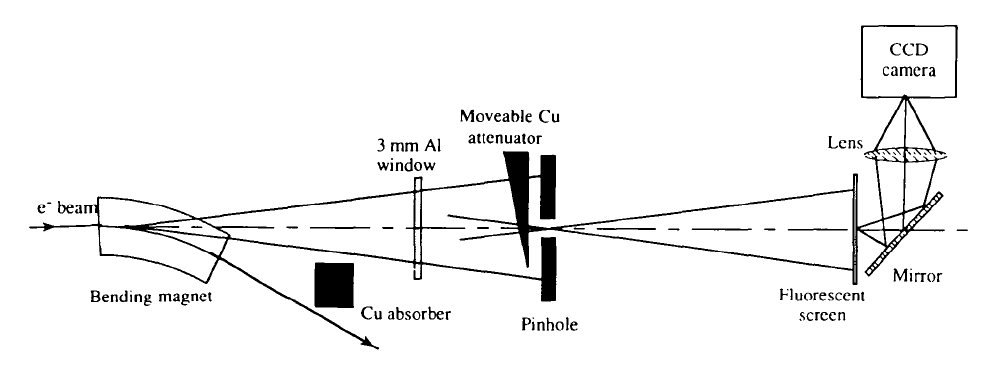 CCD
camera
Moveable Cu
attenuator
3 mm Al
window
Lens
e⁻ beam
Bending magnet
Cu absorber
Pinhole
Fluorescent
screen
Mirror